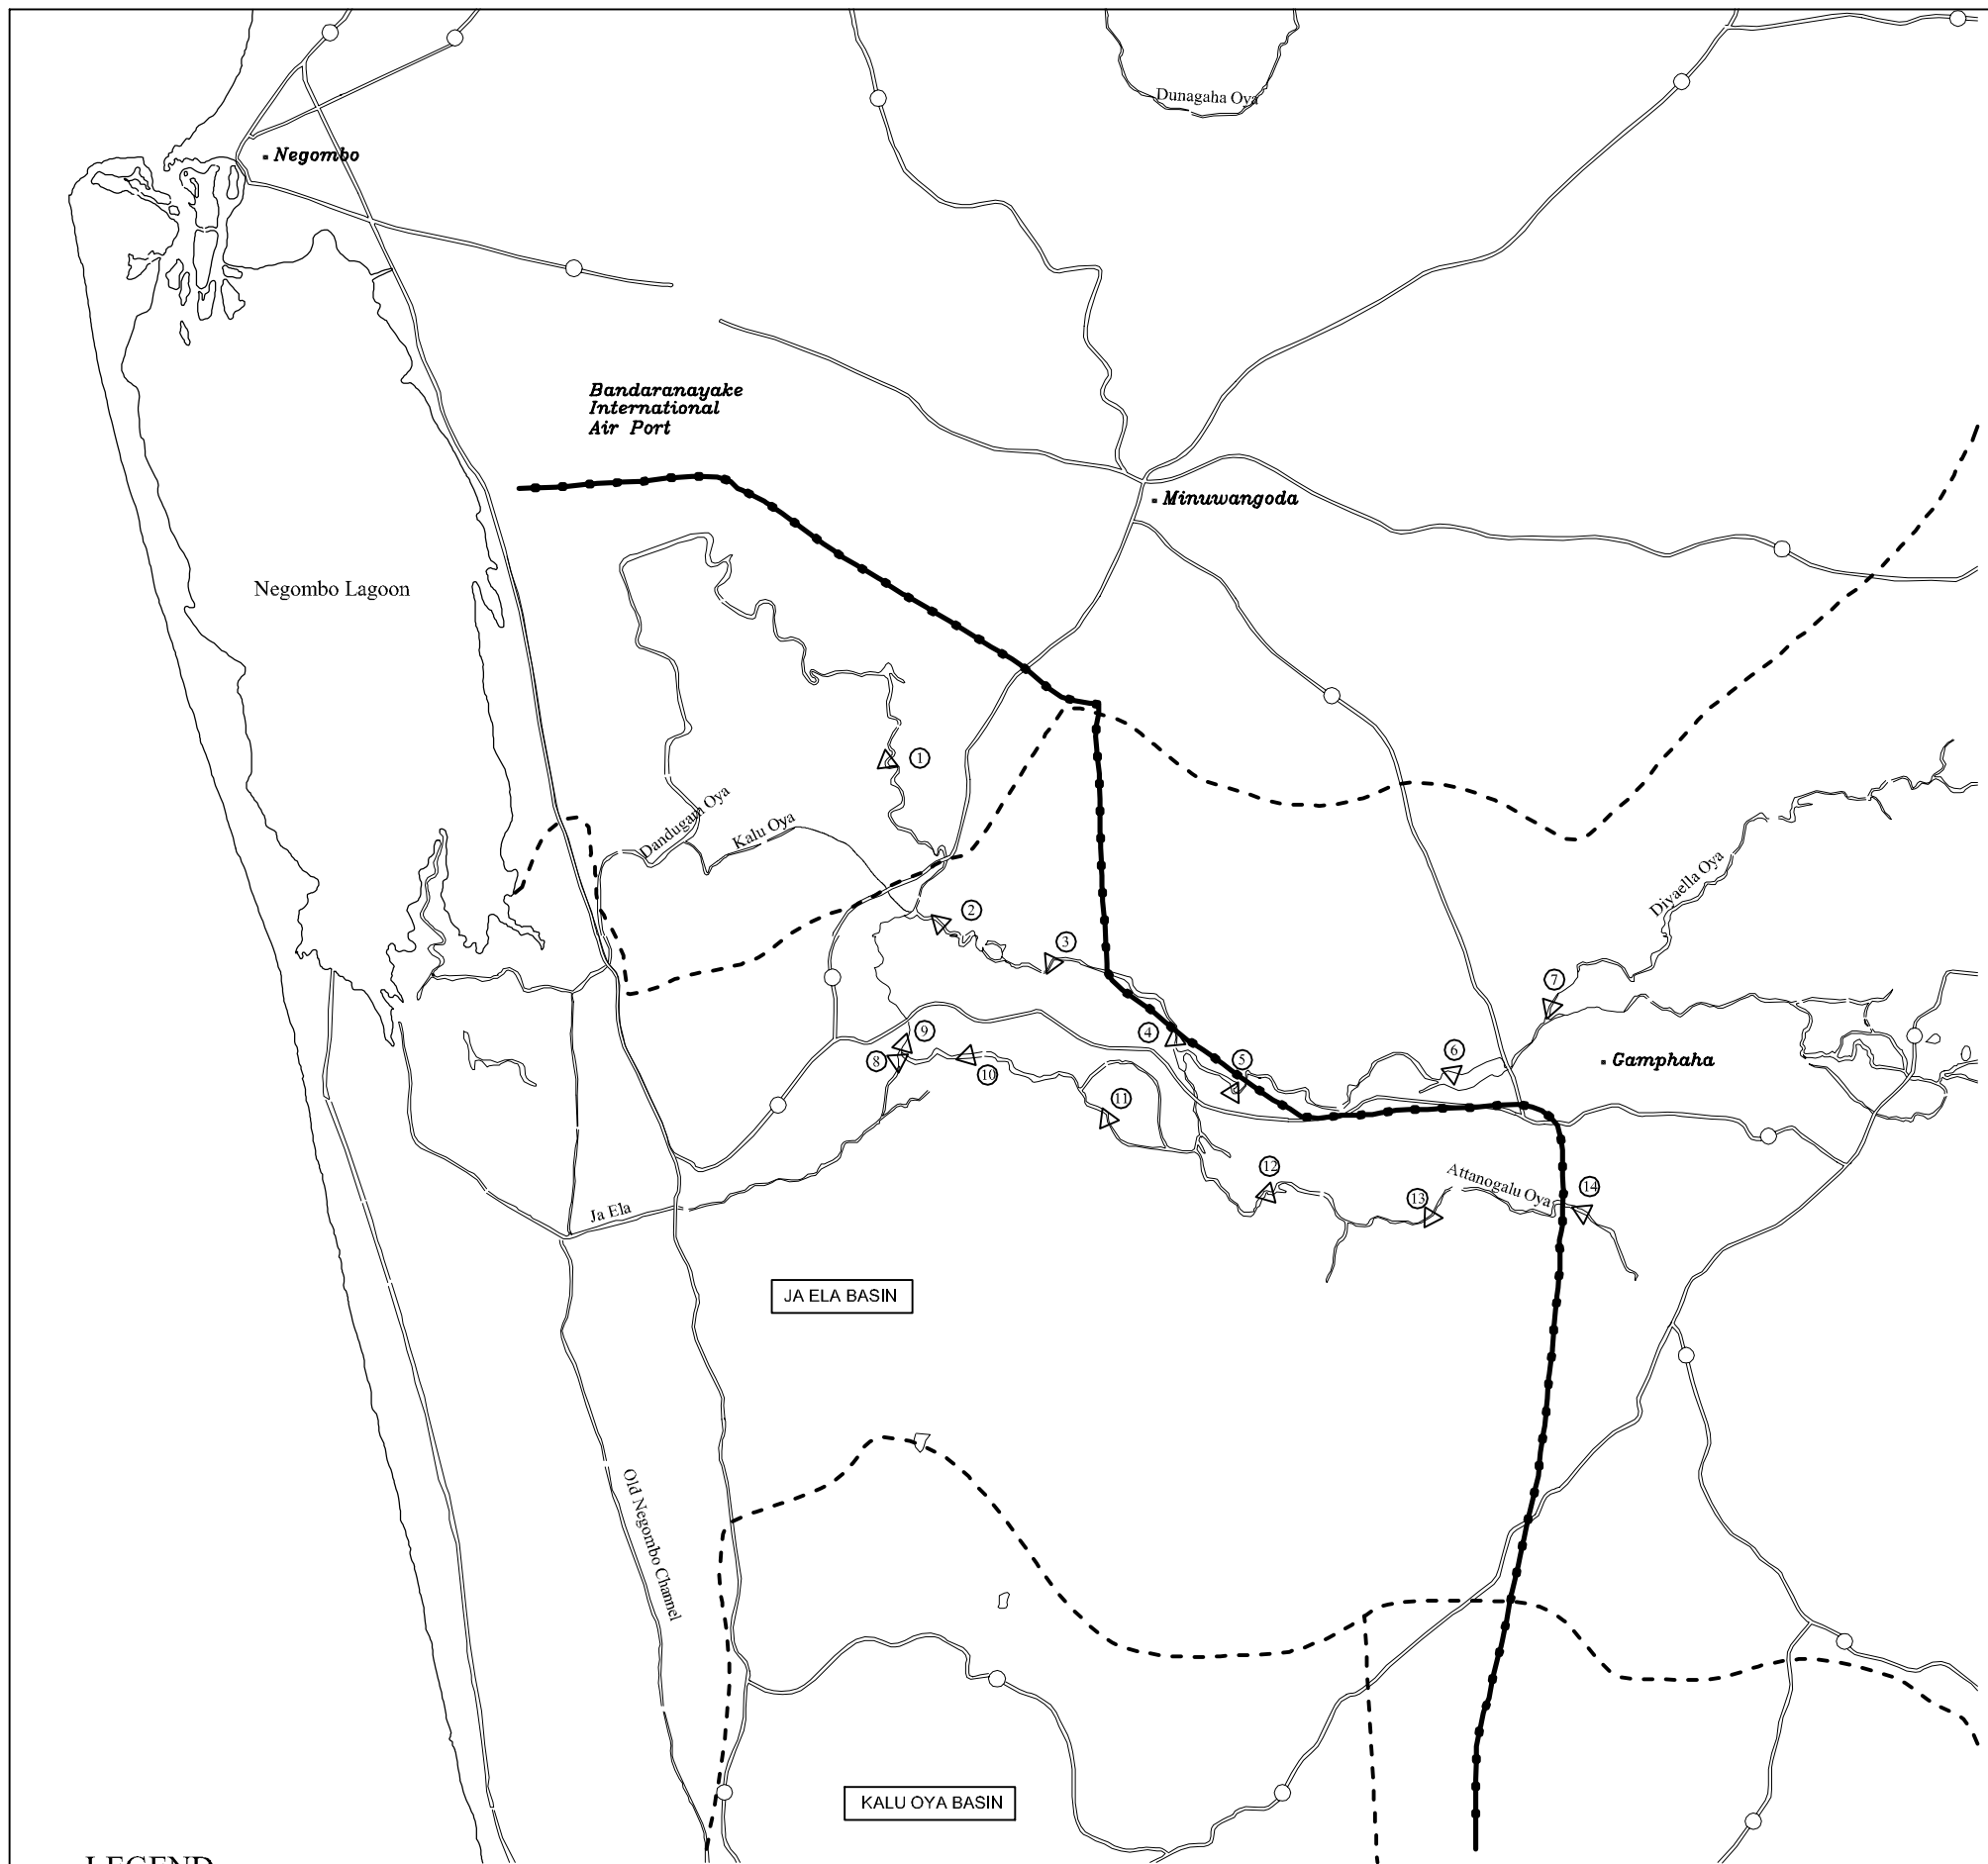 Dunagaha Oya
Negombo
Bandaranayake
International
Air Port
Minuwangoda
Negombo Lagoon
1
Dandugam Oya
Kalu Oya
Diyaella Oya
2
3
7
4
9
5
6
8
10
Gamphaha
11
12
Attanogalu Oya
14
13
Ja Ela
JA ELA BASIN
Old Negombo Channel
KALU OYA BASIN
LEGEND